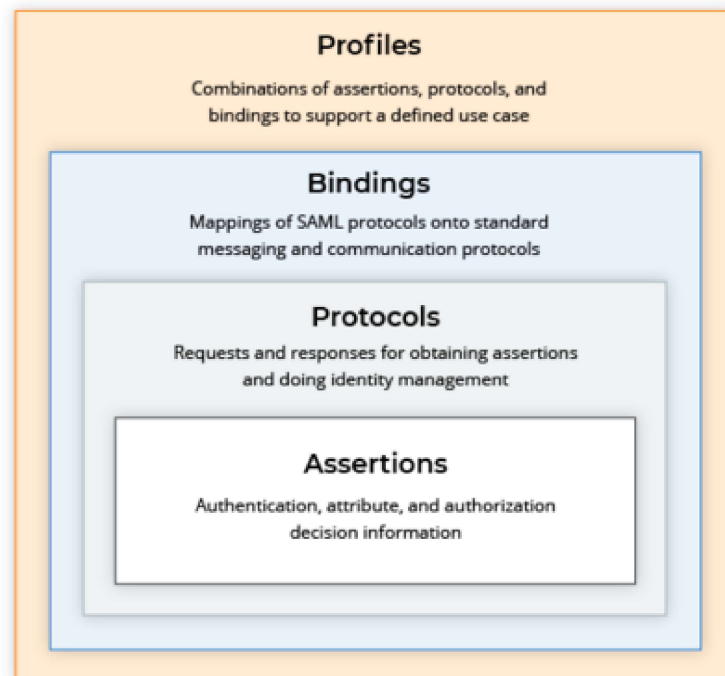 Profiles
Combinations of assertions, protocols, and
bindings to support a defined use case
Bindings
Mappings of SAML protocols onto standard
messaging and communication protocols
Protocols
Requests and responses for obtaining assertions
and doing identity management
Assertions
Authentication, attribute, and authorization
decision information